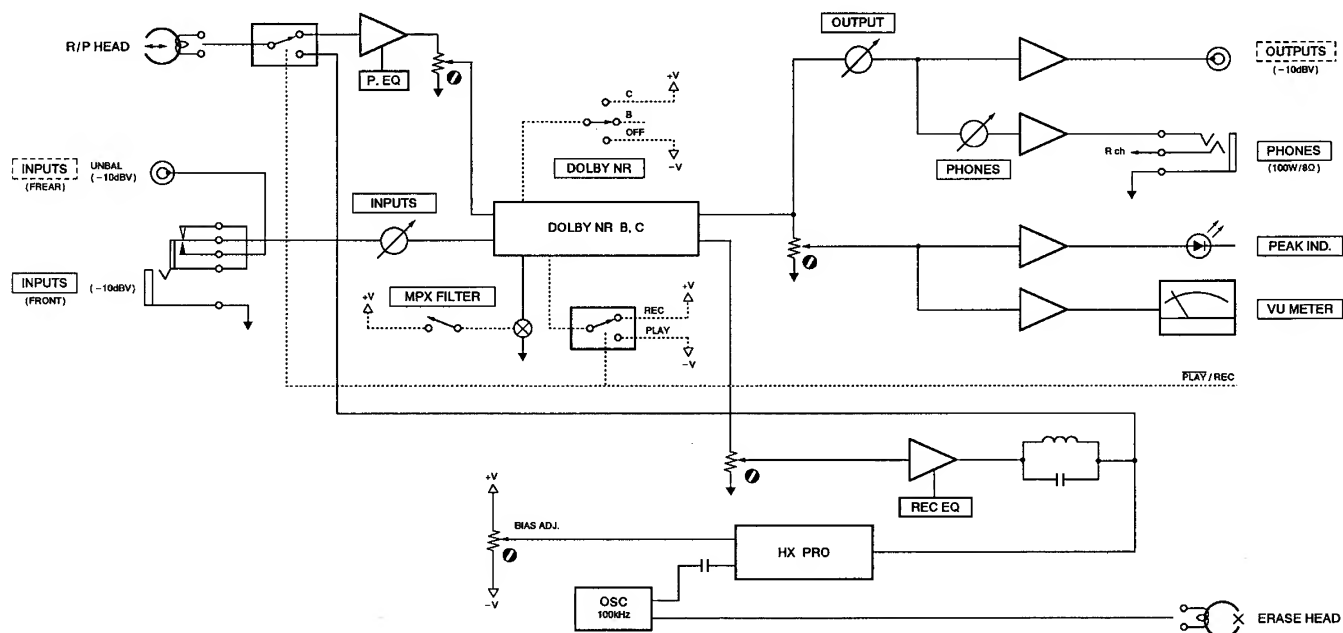 OUTPUT
OUTPUTS
(−10dBV)
R/P HEAD
P. EQ
+V
C
B
OFF
−V
DOLBY NR
PHONES
R ch
PHONES
(100W/8Ω)
INPUTS
(FREAR)
UNBAL
(−10dBV)
INPUTS
DOLBY NR B, C
INPUTS
(FRONT)
(−10dBV)
PEAK IND.
MPX FILTER
+V
+V
REC
PLAY
−V
VU METER
PLAY / REC
REC EQ
+V
BIAS ADJ.
−V
HX PRO
OSC
100kHz
ERASE HEAD